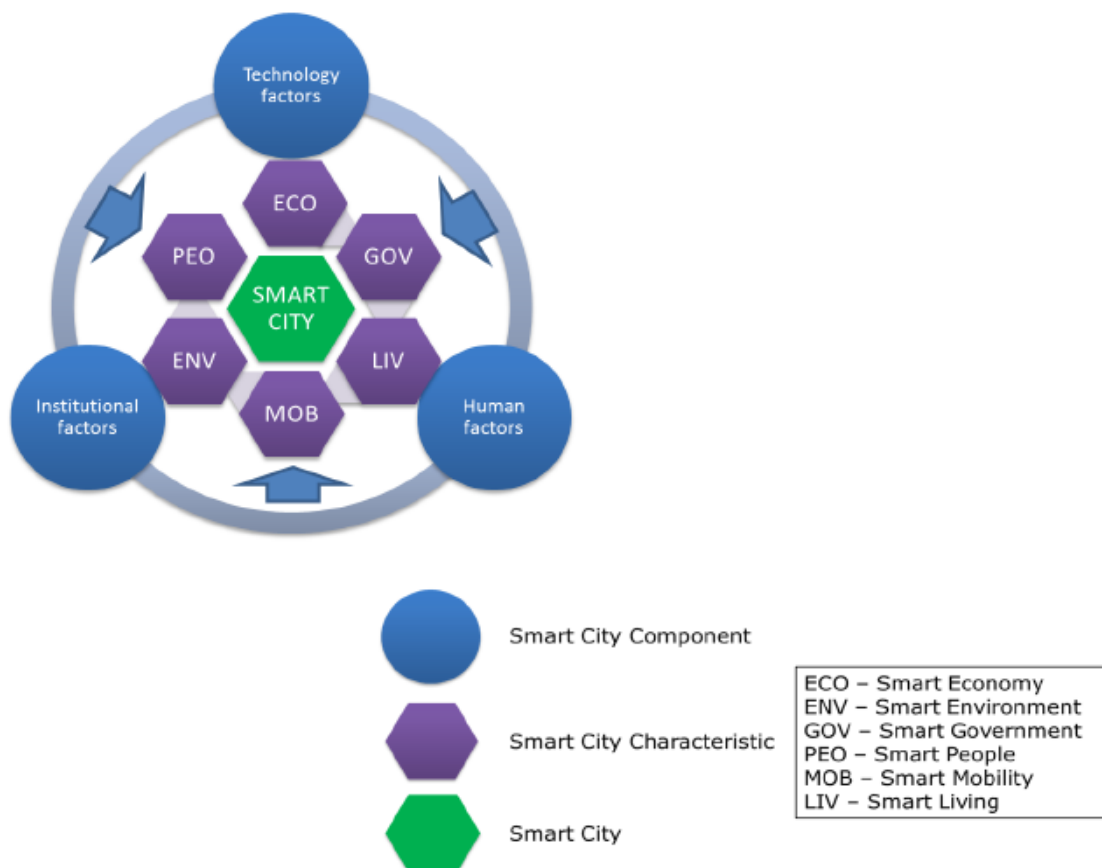 Technology
factors
ECO
PEO
GOV
SMART
CITY
ENV
LIV
MOB
Institutional
factors
Human
factors
Smart City Component
Smart City Characteristic
Smart City
ECO – Smart Economy
ENV – Smart Environment
GOV – Smart Government
PEO – Smart People
MOB – Smart Mobility
LIV – Smart Living